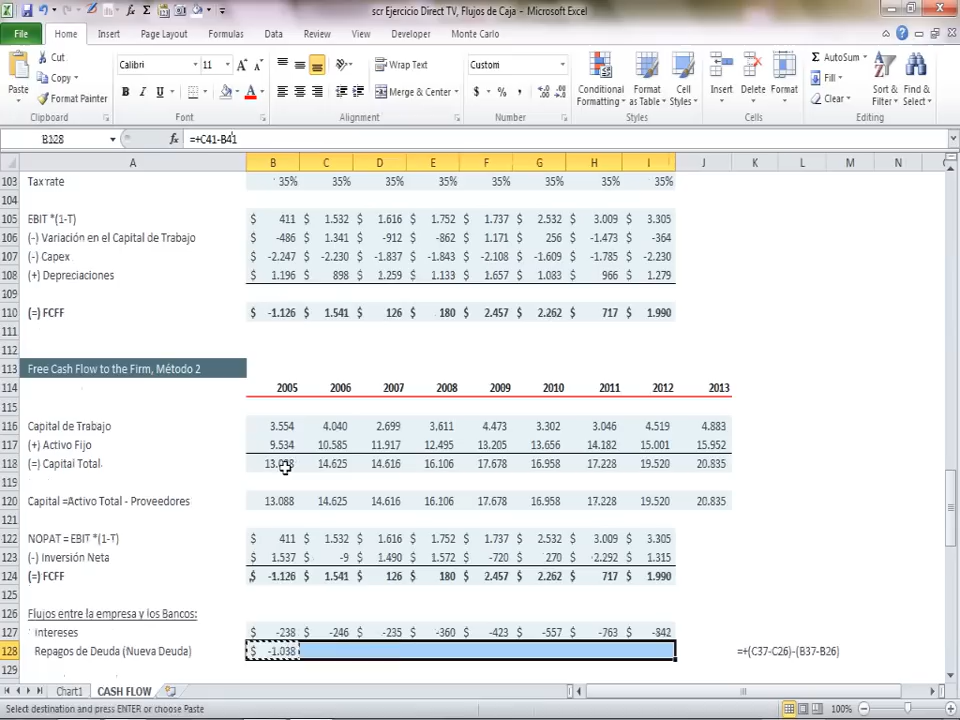 scr Ejercicio Direct TV, Flujos de Caja - Microsoft Excel
File Home Insert Page Layout Formulas Data Review View Developer Monte Carlo
Paste Cut Copy Format Painter Clipboard
Calibri 11 Font
Wrap Text Merge & Center Alignment
Custom $ % , Number
Conditional Formatting Format as Table Cell Styles Styles
Insert Delete Format Cells
AutoSum Fill Clear Sort & Filter Find & Select Editing
B128 fx =+C41-B41
A B C D E F G H I J K L M N
103 Tax rate 35% 35% 35% 35% 35% 35% 35% 35%
104
105 EBIT *(1-T) $ 411 $ 1.532 $ 1.616 $ 1.752 $ 1.737 $ 2.532 $ 3.009 $ 3.305
106 (-) Variación en el Capital de Trabajo $ -486 $ 1.341 $ -912 $ -862 $ 1.171 $ 256 $ -1.473 $ -364
107 (-) Capex $ -2.247 $ -2.230 $ -1.837 $ -1.843 $ -2.108 $ -1.609 $ -1.785 $ -2.230
108 (+) Depreciaciones $ 1.196 $ 898 $ 1.259 $ 1.133 $ 1.657 $ 1.083 $ 966 $ 1.279
109
110 (=) FCFF $ -1.126 $ 1.541 $ 126 $ 180 $ 2.457 $ 2.262 $ 717 $ 1.990
111
112
113 Free Cash Flow to the Firm, Método 2
114 2005 2006 2007 2008 2009 2010 2011 2012 2013
115
116 Capital de Trabajo 3.554 4.040 2.699 3.611 4.473 3.302 3.046 4.519 4.883
117 (+) Activo Fijo 9.534 10.585 11.917 12.495 13.205 13.656 14.182 15.001 15.952
118 (=) Capital Total 14.625 14.616 16.106 17.678 16.958 17.228 19.520 20.835
119
120 Capital =Activo Total - Proveedores 13.088 14.625 14.616 16.106 17.678 16.958 17.228 19.520 20.835
121
122 NOPAT = EBIT *(1-T) $ 411 $ 1.532 $ 1.616 $ 1.752 $ 1.737 $ 2.532 $ 3.009 $ 3.305
123 (-) Inversión Neta $ 1.537 $ -9 $ 1.490 $ 1.572 $ -720 $ 270 $ 2.292 $ 1.315
124 (=) FCFF $ -1.126 $ 1.541 $ 126 $ 180 $ 2.457 $ 2.262 $ 717 $ 1.990
125
126 Flujos entre la empresa y los Bancos:
127 Intereses $ -238 $ -246 $ -235 $ -360 $ -423 $ -557 $ -763 $ -842
128 Repagos de Deuda (Nueva Deuda) $ -1.038 =+(C37-C26)-(B37-B26)
129
Chart1 CASH FLOW
Select destination and press ENTER or choose Paste 100%